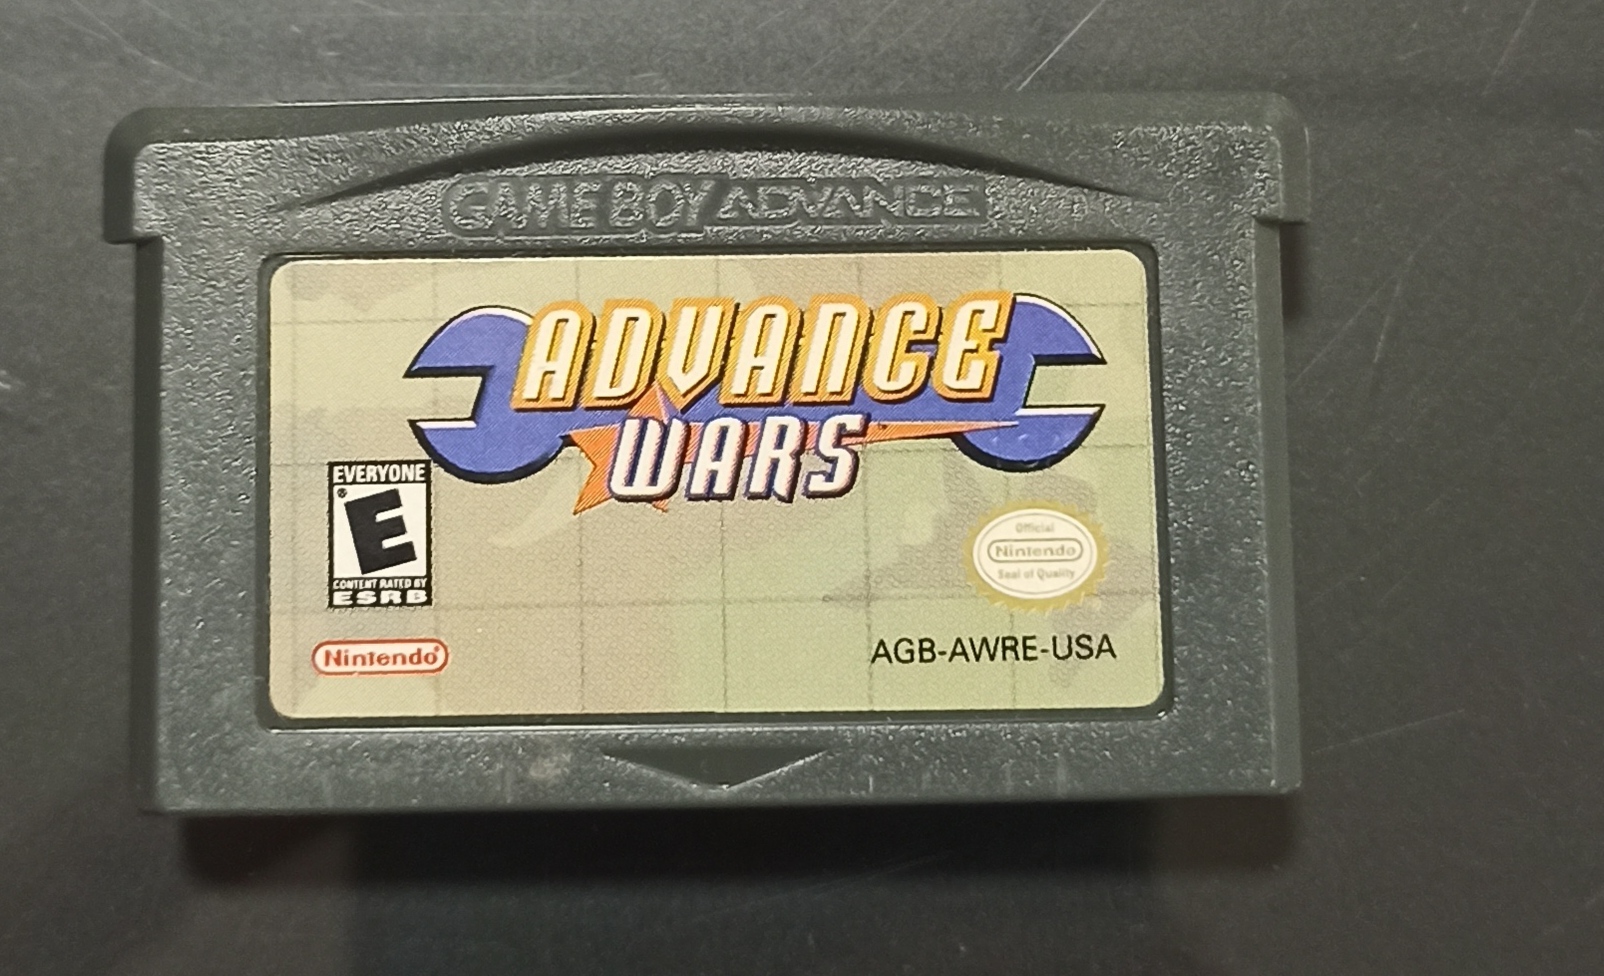 GAME BOY ADVANCE
ADVANCE
WARS
EVERYONE
E
CONTENT RATED BY
ESRB
Official
Nintendo
Seal of Quality
Nintendo®
AGB-AWRE-USA